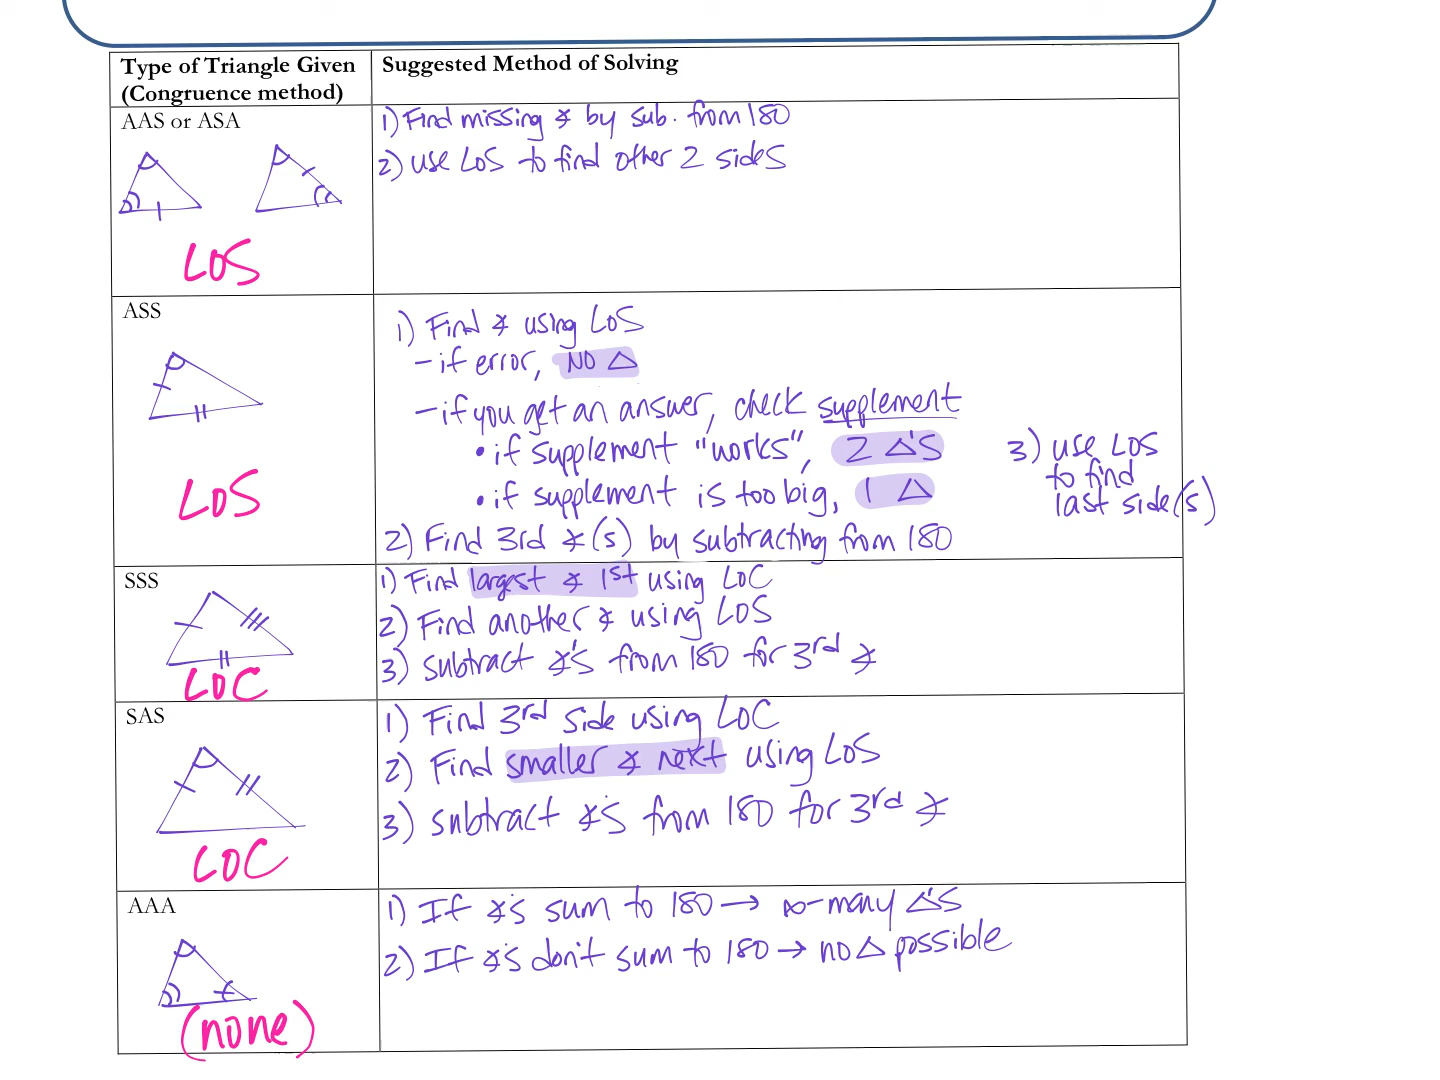 Type of Triangle Given
(Congruence method)
Suggested Method of Solving
AAS or ASA
LOS
1) Find missing ∡ by sub. from 180
2) use LOS to find other 2 sides
ASS
LOS
1) Find ∡ using LOS
- if error, NO △
- if you get an answer, check supplement
• if supplement "works", 2 △'s
• if supplement is too big, 1 △
2) Find 3rd ∡(s) by subtracting from 180
3) use LOS
to find
last side(s)
SSS
LOC
1) Find largest ∡ 1st using LOC
2) Find another ∡ using LOS
3) subtract ∡'s from 180 for 3rd ∡
SAS
LOC
1) Find 3rd side using LOC
2) Find smaller ∡ next using LOS
3) subtract ∡'s from 180 for 3rd ∡
AAA
(none)
1) If ∡'s sum to 180 → ∞-many △'s
2) If ∡'s don't sum to 180 → no △ possible